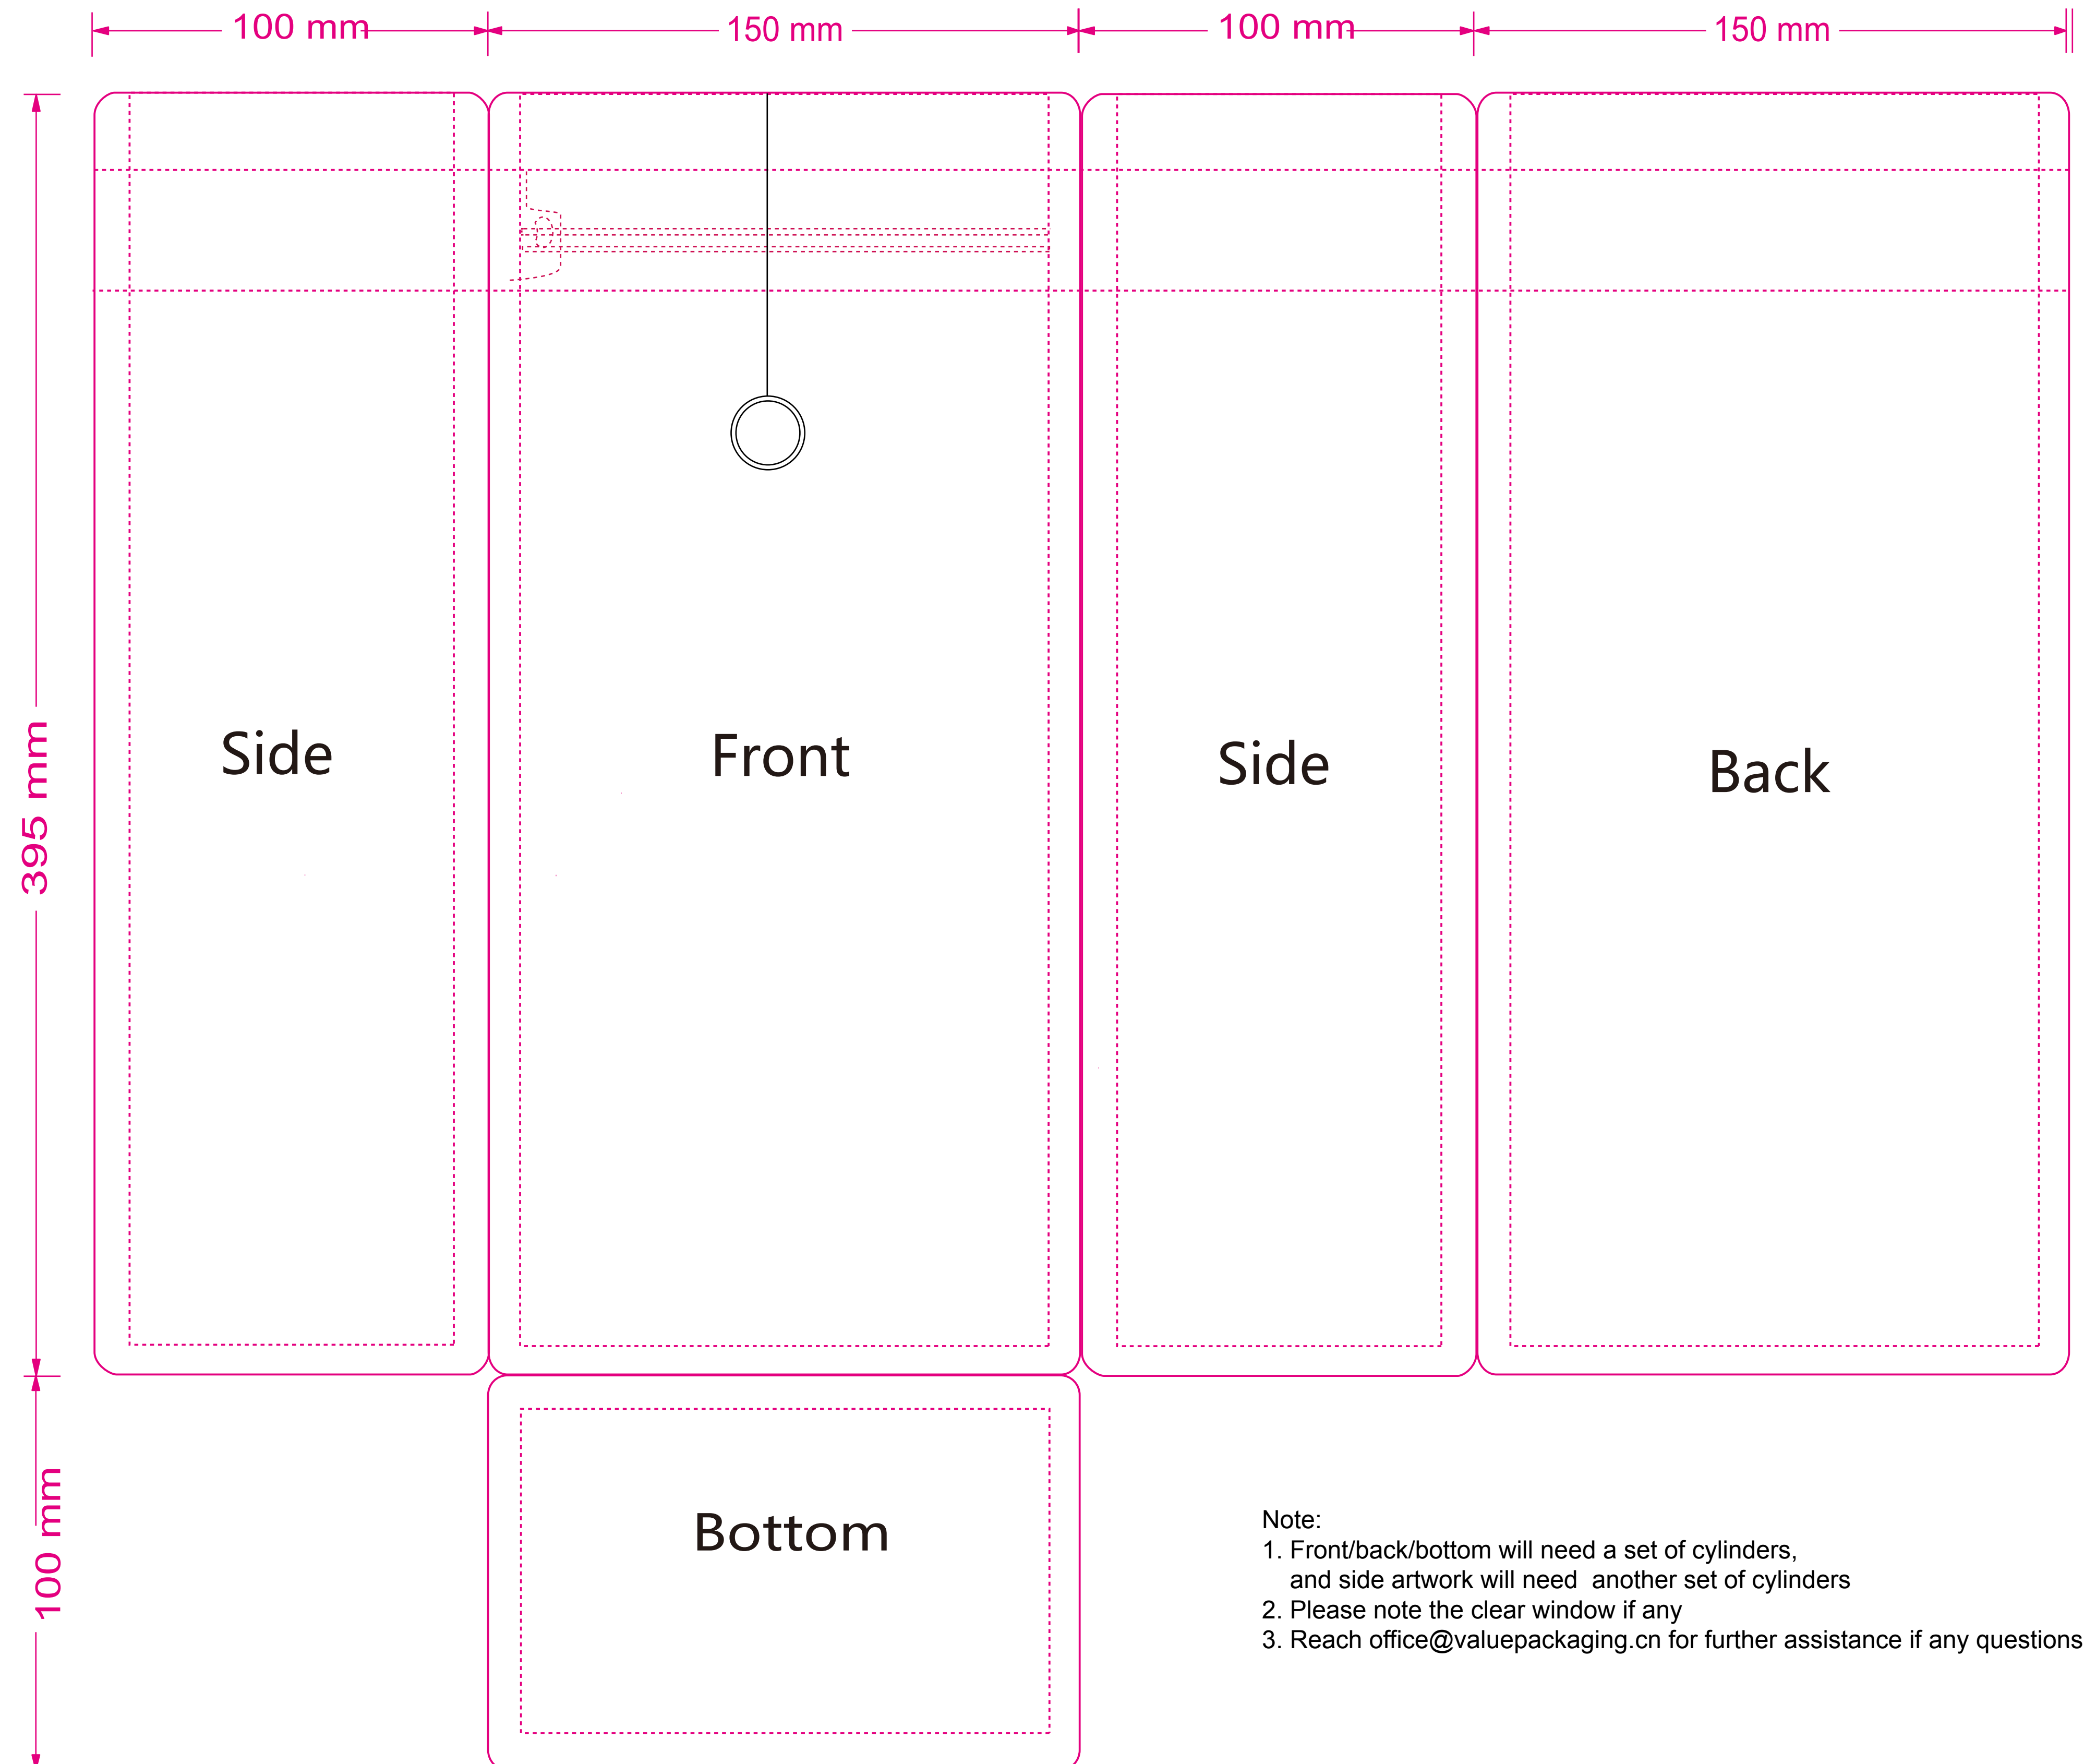 100 mm
150 mm
100 mm
150 mm
395 mm
Side
Front
Side
Back
100 mm
Bottom
Note:
1. Front/back/bottom will need a set of cylinders,
and side artwork will need  another set of cylinders
2. Please note the clear window if any
3. Reach office@valuepackaging.cn for further assistance if any questions